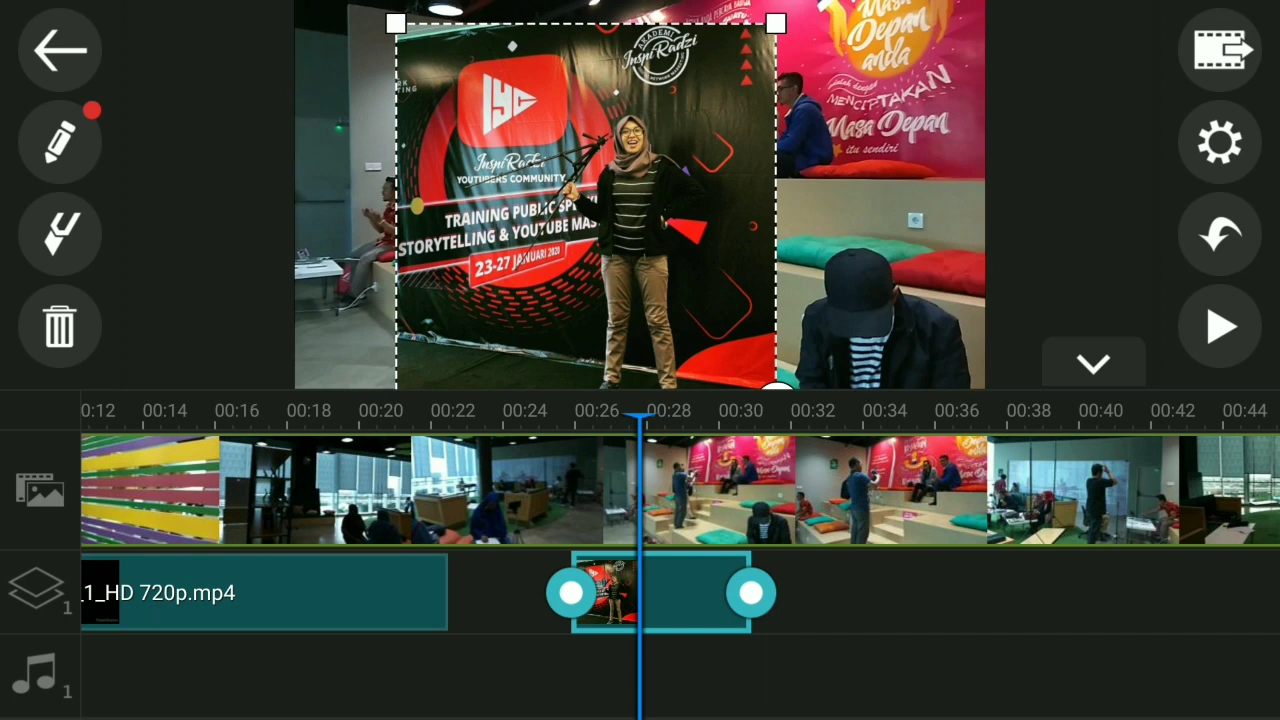 Masa
Depan
anda
MENCIPTAKAN
Masa Depan
itu sendiri
AKADEMI
InspiRadzi
IYC
InspiRadzi
YOUTUBERS COMMUNITY
TRAINING PUBLIC
STORYTELLING & YOUTUBE MAS
23-27 JANUARI 2020
0:12 00:14 00:16 00:18 00:20 00:22 00:24 00:26 00:28 00:30 00:32 00:34 00:36 00:38 00:40 00:42 00:44
_1_HD 720p.mp4
1
1